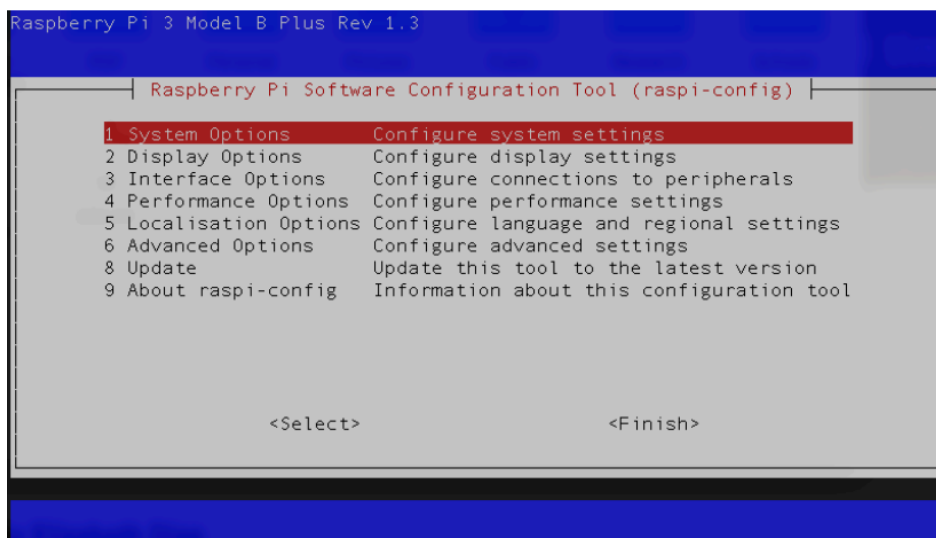 Raspberry Pi 3 Model B Plus Rev 1.3
Raspberry Pi Software Configuration Tool (raspi-config)
1 System Options Configure system settings
2 Display Options Configure display settings
3 Interface Options Configure connections to peripherals
4 Performance Options Configure performance settings
5 Localisation Options Configure language and regional settings
6 Advanced Options Configure advanced settings
8 Update Update this tool to the latest version
9 About raspi-config Information about this configuration tool
<Select> <Finish>